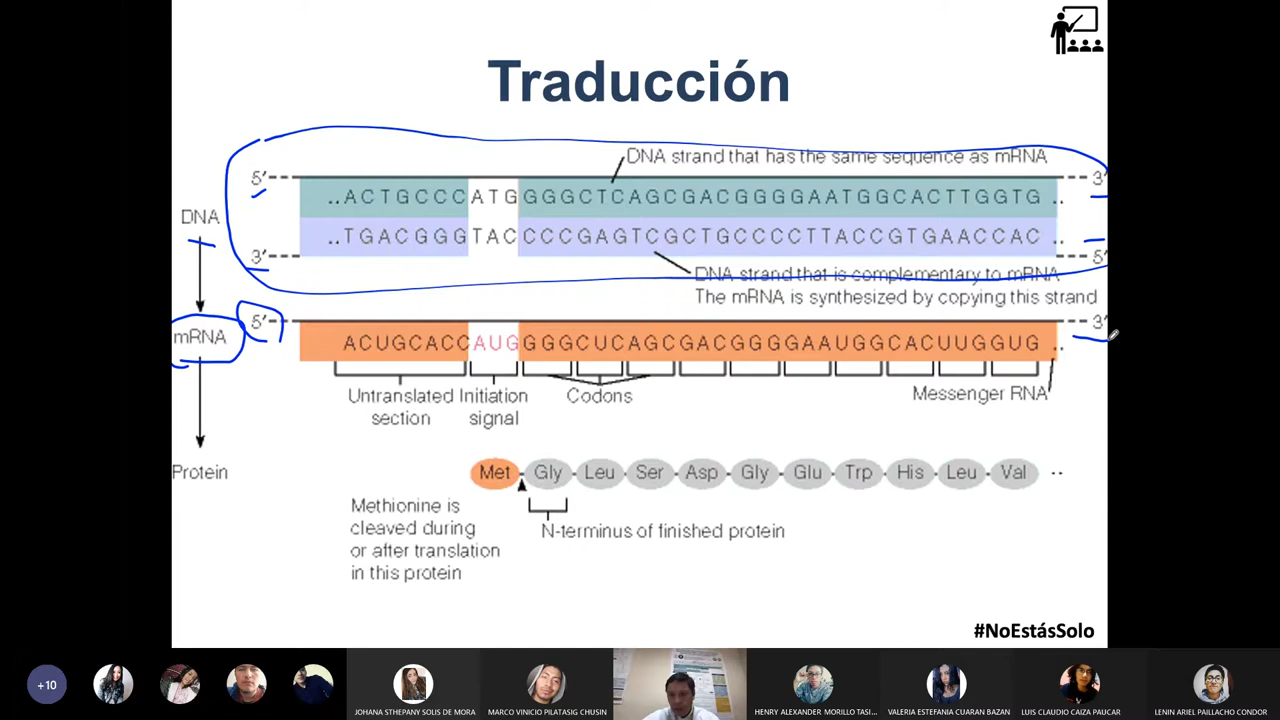 Traducción
DNA strand that has the same sequence as mRNA
5' 3'
..ACTGCCCATGGGGCTCAGCGACGGGGAATGGCACTTGGTG..
DNA
..TGACGGGTACCCCGAGTCGCTGCCCCTTACCGTGAACCAC
3' 5'
DNA strand that is complementary to mRNA
The mRNA is synthesized by copying this strand
5' 3'
mRNA
ACUGCACCAUGGGGCUCAGCGACGGGGAAUGGCACUUGGUG..
Untranslated section
Initiation signal
Codons
Messenger RNA
Protein
Met Gly Leu Ser Asp Gly Glu Trp His Leu Val ..
Methionine is
cleaved during
or after translation
in this protein
N-terminus of finished protein
#NoEstásSolo
+10
JOHANA STHEPANY SOLIS DE MORA
MARCO VINICIO PILATASIG CHUSIN
HENRY ALEXANDER MORILLO TASI...
VALERIA ESTEFANIA CUARAN BAZAN
LUIS CLAUDIO CAIZA PAUCAR
LENIN ARIEL PAILLACHO CONDOR